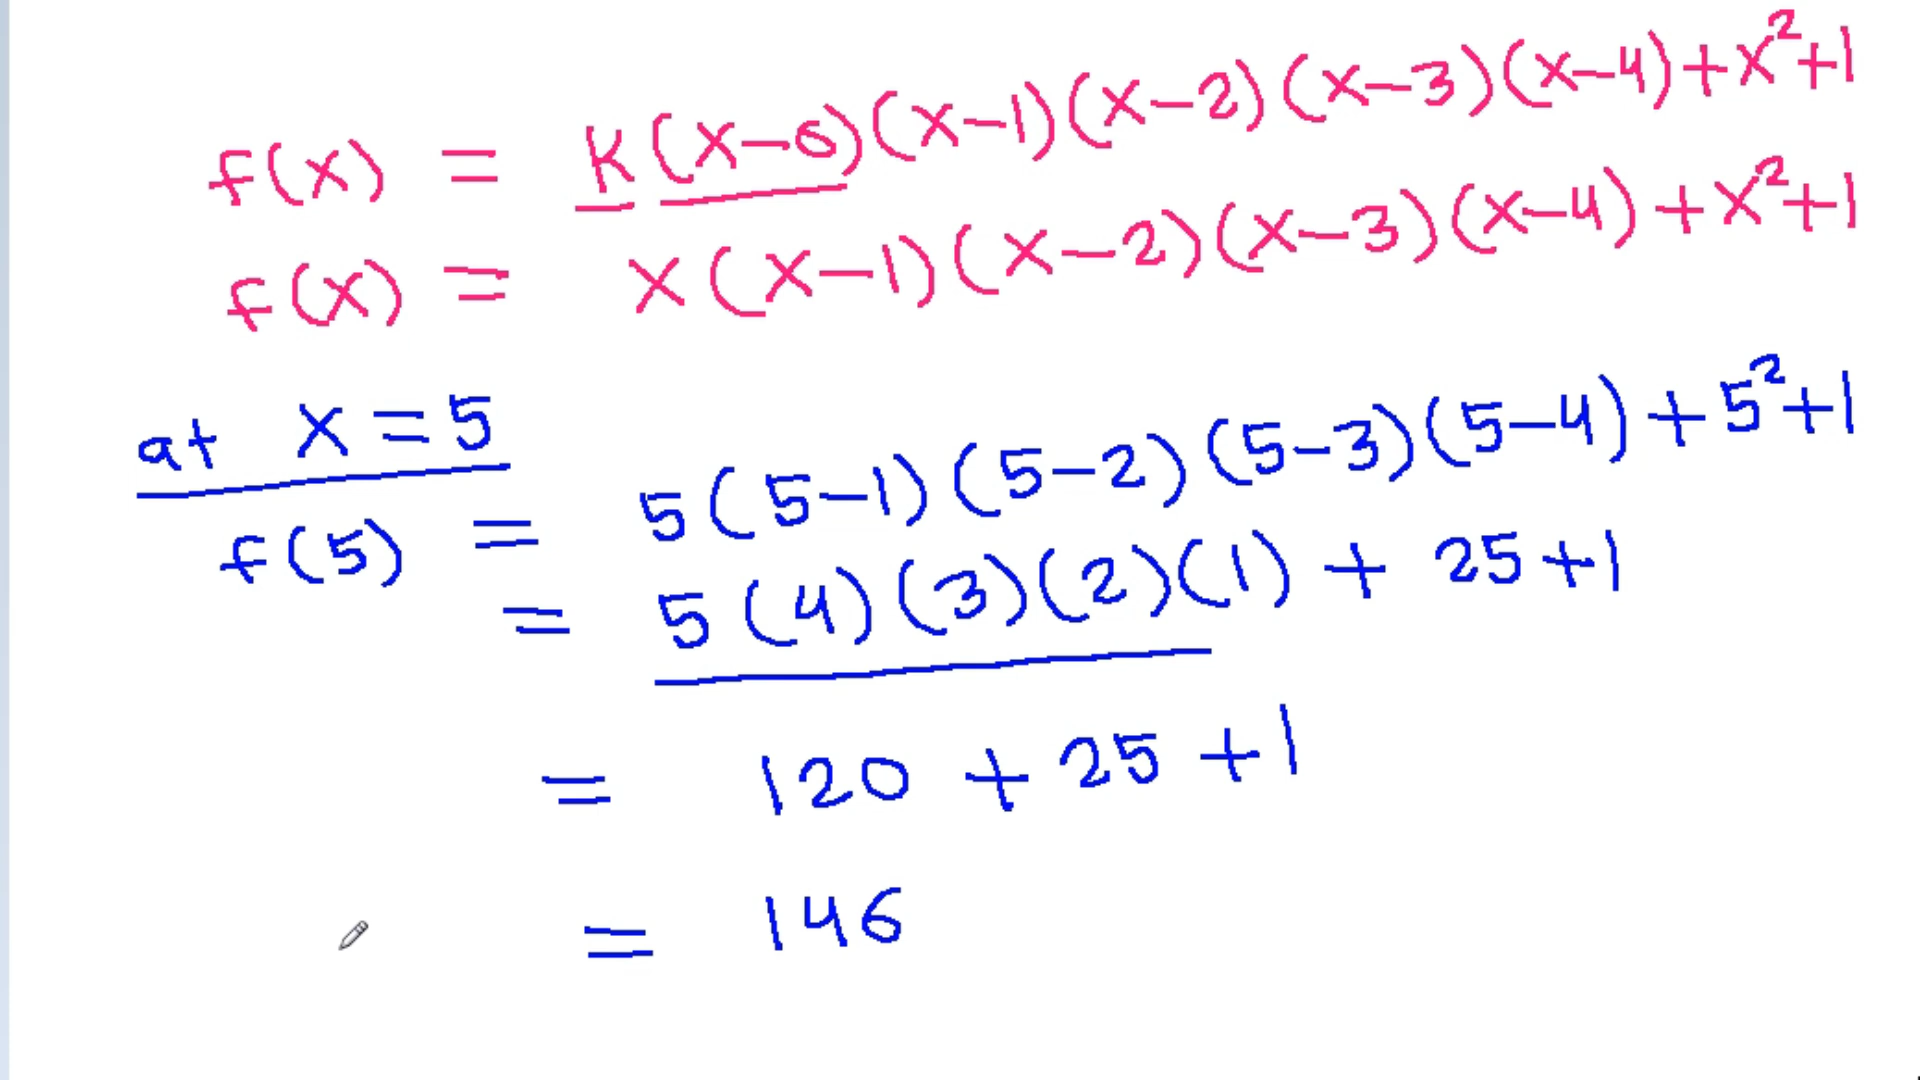 f(x) = K(x-0)(x-1)(x-2)(x-3)(x-4)+x²+1
f(x) = x(x-1)(x-2)(x-3)(x-4)+x²+1
at x=5
f(5) = 5(5-1)(5-2)(5-3)(5-4)+5²+1
= 5(4)(3)(2)(1) + 25+1
= 120 + 25 + 1
= 146